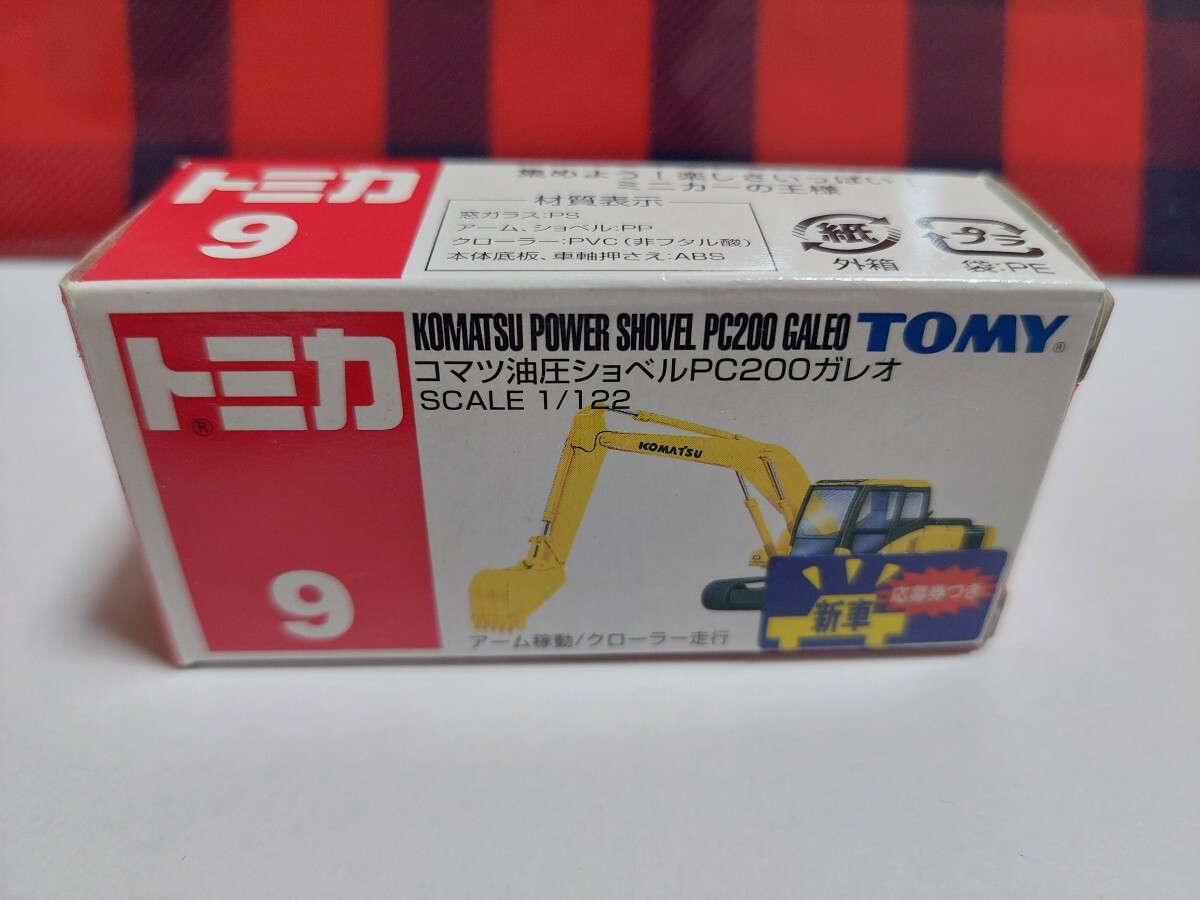 トミカ
9
集めよう!楽しさいっぱい!
ミニカーの王様
材質表示
窓ガラス:PS
アーム、ショベル:PP
クローラー:PVC(非フタル酸)
本体底板、車軸押さえ:ABS
紙
外箱
プラ
袋:PE
トミカ®
9
KOMATSU POWER SHOVEL PC200 GALEO TOMY®
コマツ油圧ショベルPC200ガレオ
SCALE 1/122
KOMATSU
アーム稼動/クローラー走行
新車
応募券つき